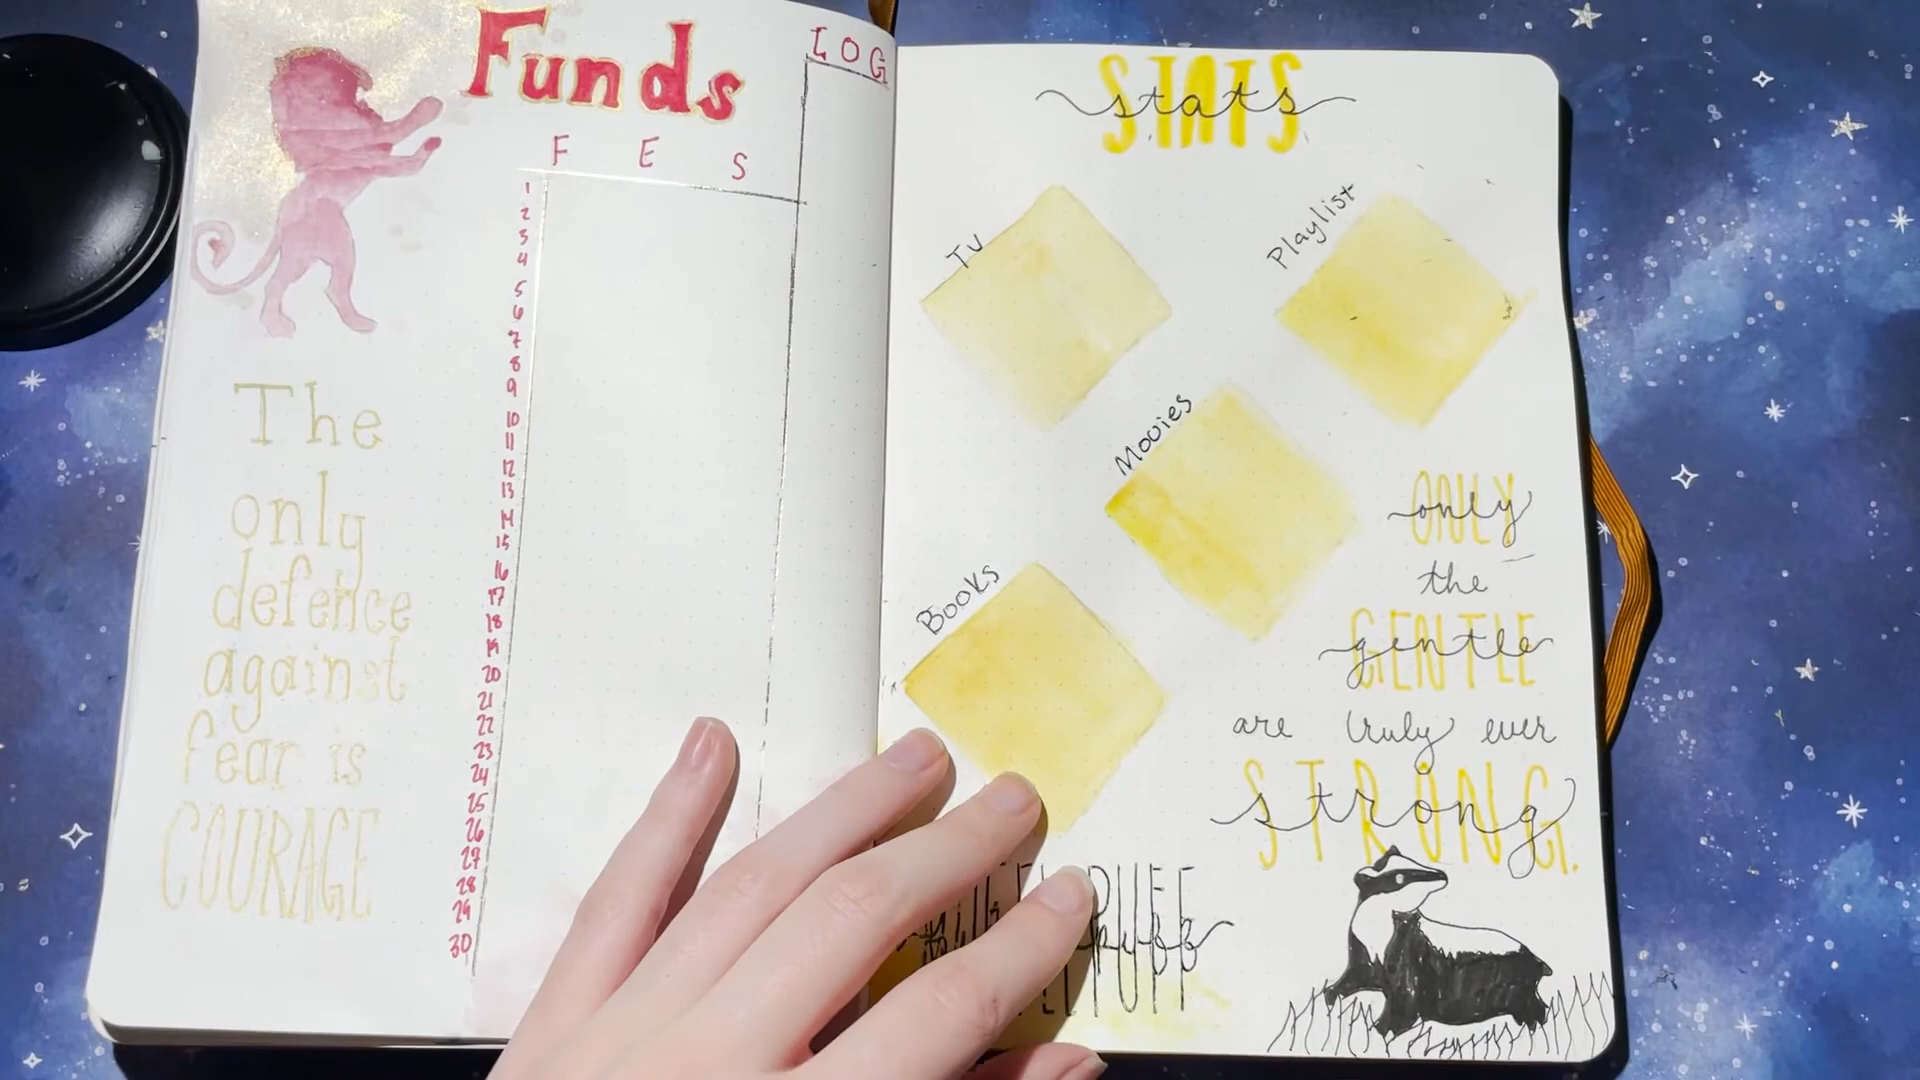 Funds
LOG
F E S
1
2
3
4
5
6
7
8
9
10
11
12
13
14
15
16
17
18
19
20
21
22
23
24
25
26
27
28
29
30
The
only
defence
against
fear is
COURAGE
STATS
stats
Tv
Playlist
Movies
Books
ONLY
only
the
GENTLE
gentle
are truly ever
STRONG.
strong